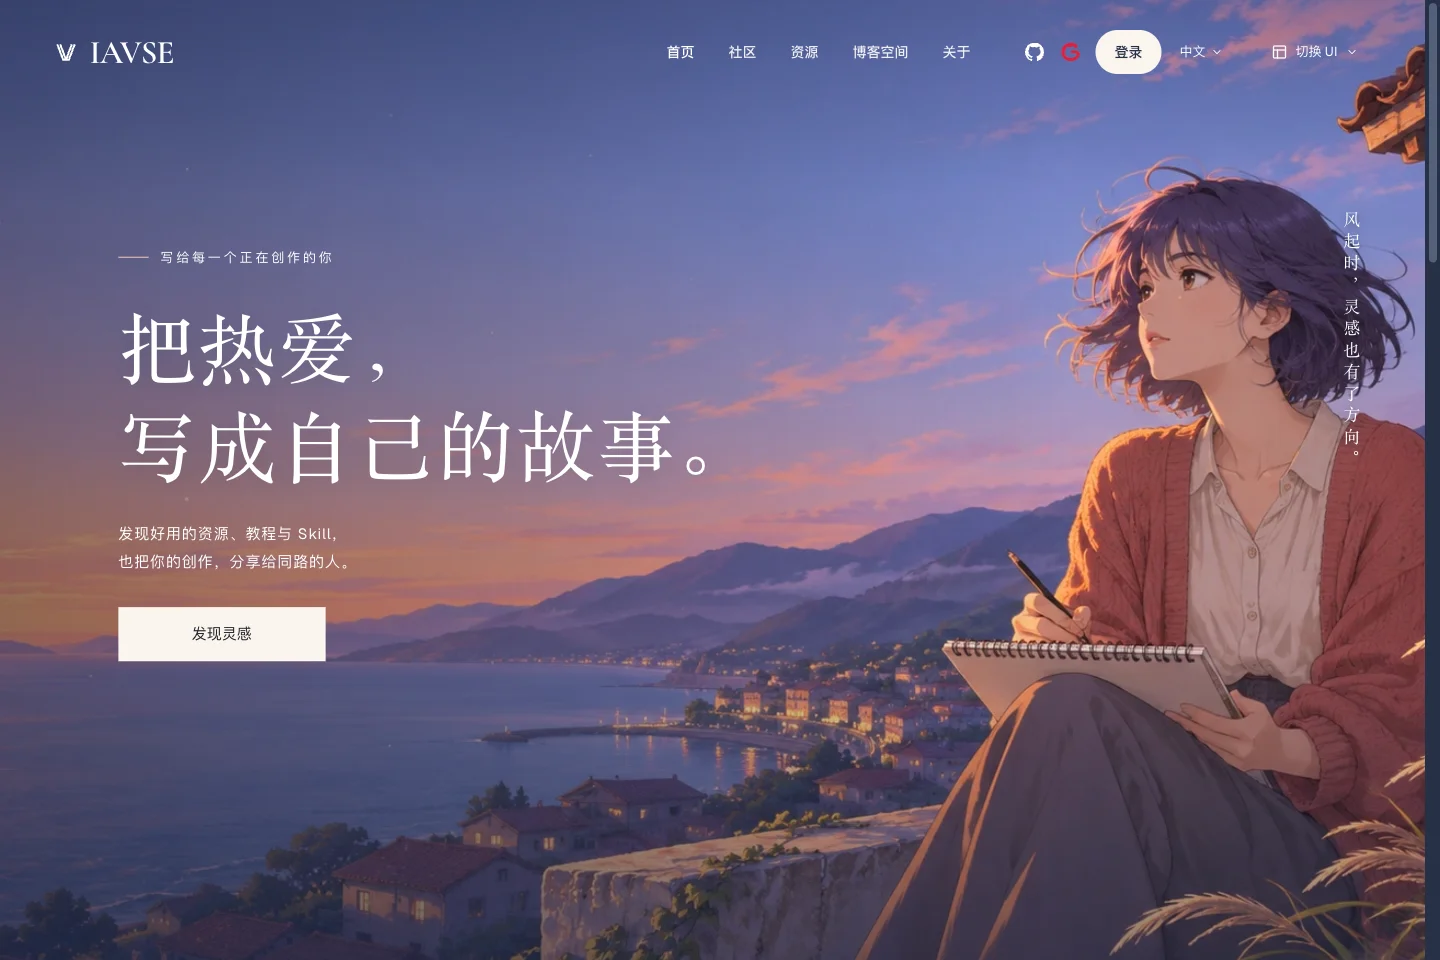 IAVSE
首页 社区 资源 博客空间 关于 登录 中文 切换 UI
写给每一个正在创作的你
把热爱，
写成自己的故事。
发现好用的资源、教程与 Skill，
也把你的创作，分享给同路的人。
发现灵感
风起时，灵感也有了方向。